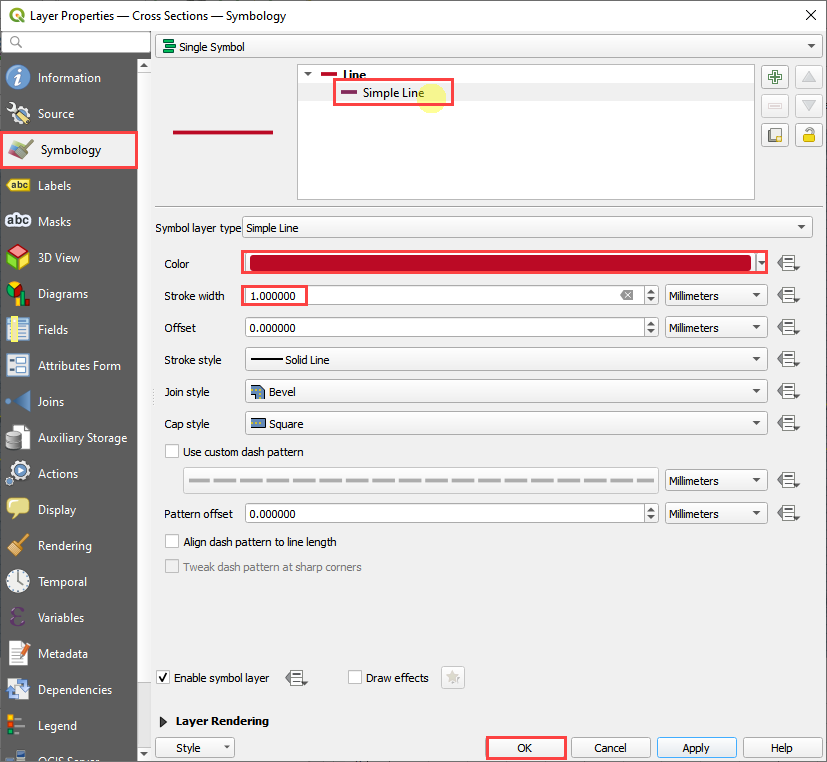 Layer Properties — Cross Sections — Symbology
Information
Source
Symbology
abc Labels
abc Masks
3D View
Diagrams
Fields
Attributes Form
Joins
Auxiliary Storage
Actions
Display
Rendering
Temporal
Variables
Metadata
Dependencies
Legend
QGIS Server
Single Symbol
Line
Simple Line
Symbol layer type Simple Line
Color
Stroke width 1.000000 Millimeters
Offset 0.000000 Millimeters
Stroke style Solid Line
Join style Bevel
Cap style Square
Use custom dash pattern
Millimeters
Pattern offset 0.000000 Millimeters
Align dash pattern to line length
Tweak dash pattern at sharp corners
Enable symbol layer Draw effects
Layer Rendering
Style OK Cancel Apply Help